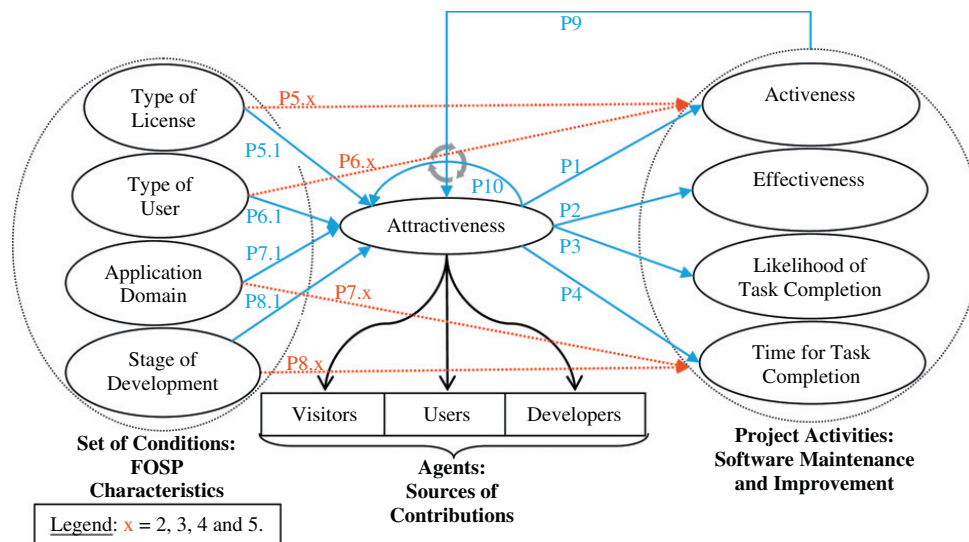 P9
Type of
License
P5.x
Activeness
P5.1
P6.x
P1
Type of
User
P10
Effectiveness
P6.1
P2
Attractiveness
P3
P7.1
Application
Domain
Likelihood of
Task Completion
P8.1
P7.x
P4
Stage of
Development
P8.x
Time for Task
Completion
Visitors
Users
Developers
Set of Conditions:
FOSP
Characteristics
Agents:
Sources of
Contributions
Project Activities:
Software Maintenance
and Improvement
Legend: x = 2, 3, 4 and 5.